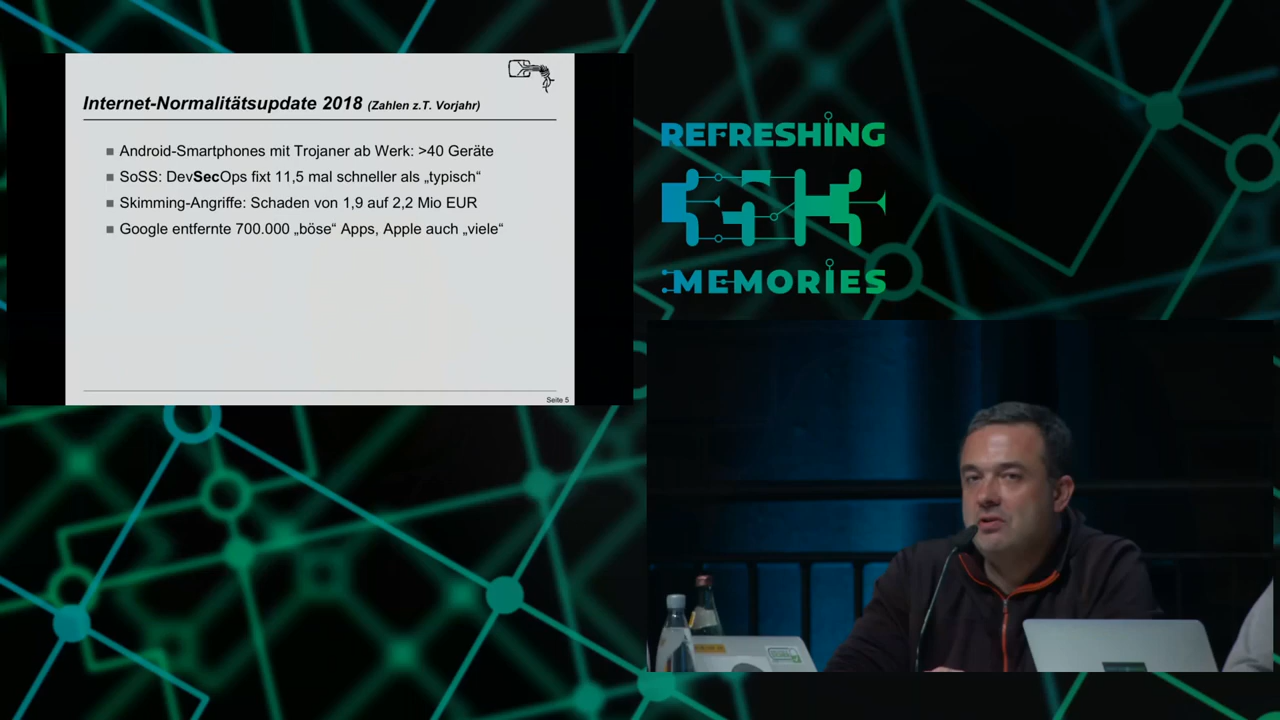 Internet-Normalitätsupdate 2018 (Zahlen z.T. Vorjahr)
Android-Smartphones mit Trojaner ab Werk: >40 Geräte
SoSS: DevSecOps fixt 11,5 mal schneller als „typisch“
Skimming-Angriffe: Schaden von 1,9 auf 2,2 Mio EUR
Google entfernte 700.000 „böse“ Apps, Apple auch „viele“
Seite 5
REFRESHING
MEMORIES